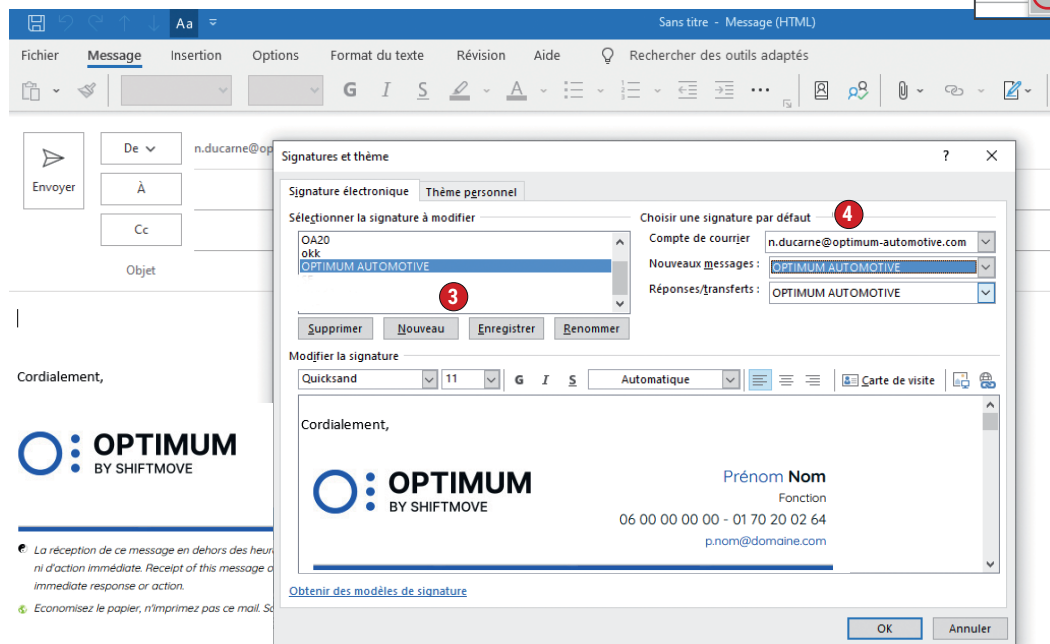 Aa
Sans titre - Message (HTML)
Fichier Message Insertion Options Format du texte Révision Aide Rechercher des outils adaptés
G I S A
Envoyer
De
n.ducarne@op
À
Cc
Objet
Cordialement,
OPTIMUM
BY SHIFTMOVE
La réception de ce message en dehors des heur
ni d'action immédiate. Receipt of this message o
immediate response or action.
Economisez le papier, n'imprimez pas ce mail.
Signatures et thème ? ×
Signature électronique Thème personnel
Sélectionner la signature à modifier
OA20
okk
OPTIMUM AUTOMOTIVE
3
Supprimer Nouveau Enregistrer Renommer
Choisir une signature par défaut 4
Compte de courrier n.ducarne@optimum-automotive.com
Nouveaux messages : OPTIMUM AUTOMOTIVE
Réponses/transferts : OPTIMUM AUTOMOTIVE
Modifier la signature
Quicksand 11 G I S Automatique Carte de visite
Cordialement,
OPTIMUM
BY SHIFTMOVE
Prénom Nom
Fonction
06 00 00 00 00 - 01 70 20 02 64
p.nom@domaine.com
Obtenir des modèles de signature
OK Annuler